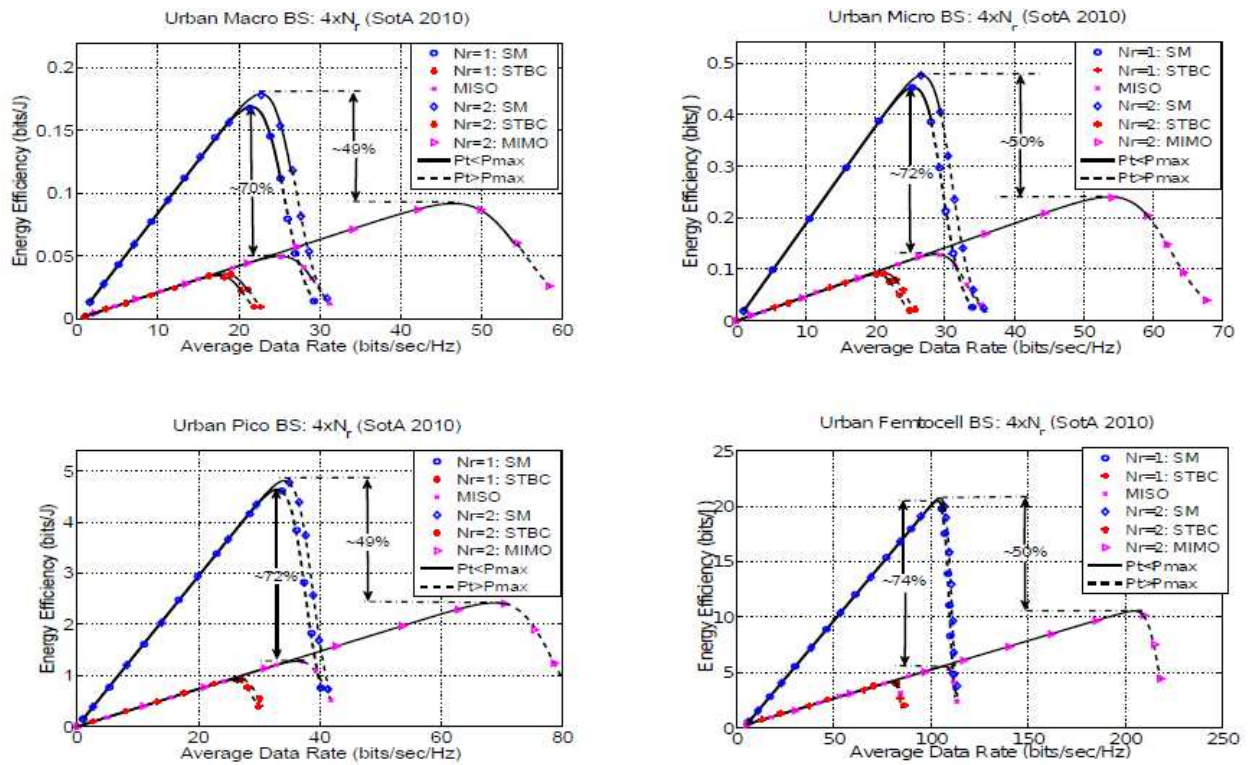 Urban Macro BS: 4xNr (SotA 2010)
Energy Efficiency (bits/J)
0.2
0.15
0.1
0.05
0
0 10 20 30 40 50 60
Average Data Rate (bits/sec/Hz)
~70%
~49%
Nr=1: SM
Nr=1: STBC
MISO
Nr=2: SM
Nr=2: STBC
Nr=2: MIMO
Pt<Pmax
Pt>Pmax
Urban Micro BS: 4xNr (SotA 2010)
Energy Efficiency (bits/J)
0.5
0.4
0.3
0.2
0.1
0
0 10 20 30 40 50 60 70
Average Data Rate (bits/sec/Hz)
~72%
~50%
Nr=1: SM
Nr=1: STBC
MISO
Nr=2: SM
Nr=2: STBC
Nr=2: MIMO
Pt<Pmax
Pt>Pmax
Urban Pico BS: 4xNr (SotA 2010)
Energy Efficiency (bits/J)
5
4
3
2
1
0
0 20 40 60 80
Average Data Rate (bits/sec/Hz)
~72%
~49%
Nr=1: SM
Nr=1: STBC
MISO
Nr=2: SM
Nr=2: STBC
Nr=2: MIMO
Pt<Pmax
Pt>Pmax
Urban Femtocell BS: 4xNr (SotA 2010)
Energy Efficiency (bits/J)
25
20
15
10
5
0
0 50 100 150 200 250
Average Data Rate (bits/sec/Hz)
~74%
~50%
Nr=1: SM
Nr=1: STBC
MISO
Nr=2: SM
Nr=2: STBC
Nr=2: MIMO
Pt<Pmax
Pt>Pmax